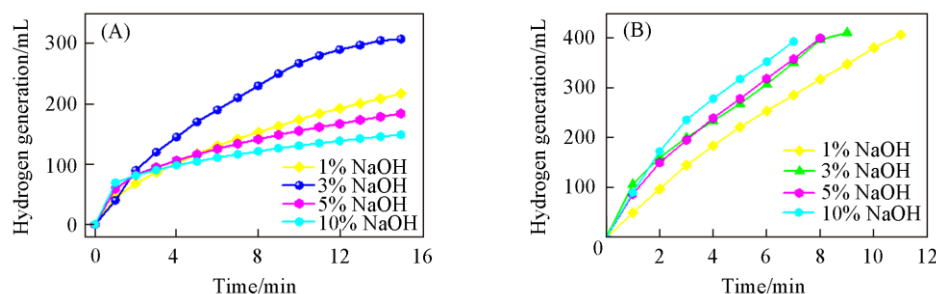 (A)
Hydrogen generation/mL
300
200
100
0
1% NaOH
3% NaOH
5% NaOH
10% NaOH
0 4 8 12 16
Time/min
(B)
Hydrogen generation/mL
400
300
200
100
0
1% NaOH
3% NaOH
5% NaOH
10% NaOH
2 4 6 8 10 12
Time/min